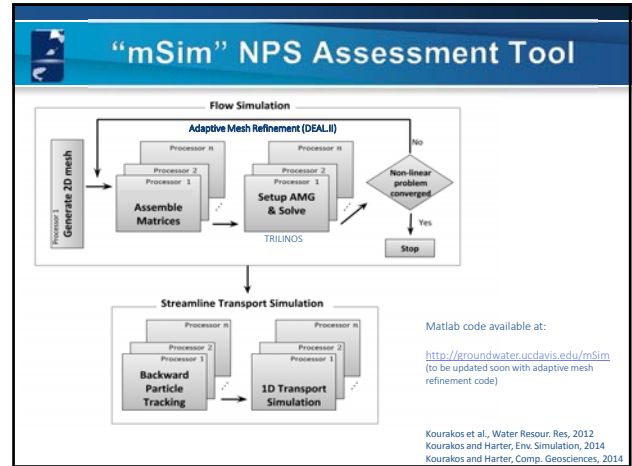 “mSim” NPS Assessment Tool
Flow Simulation
Adaptive Mesh Refinement (DEAL.II)
Processor 1
Generate 2D mesh
Processor n
Processor 2
Processor 1
Assemble
Matrices
Processor n
Processor 2
Processor 1
Setup AMG
& Solve
TRILINOS
No
Non-linear
problem
converged
Yes
Stop
Streamline Transport Simulation
Processor n
Processor 2
Processor 1
Backward
Particle
Tracking
Processor n
Processor 2
Processor 1
1D Transport
Simulation
Matlab code available at:
http://groundwater.ucdavis.edu/mSim
(to be updated soon with adaptive mesh
refinement code)
Kourakos et al., Water Resour. Res, 2012
Kourakos and Harter, Env. Simulation, 2014
Kourakos and Harter, Comp. Geosciences, 2014